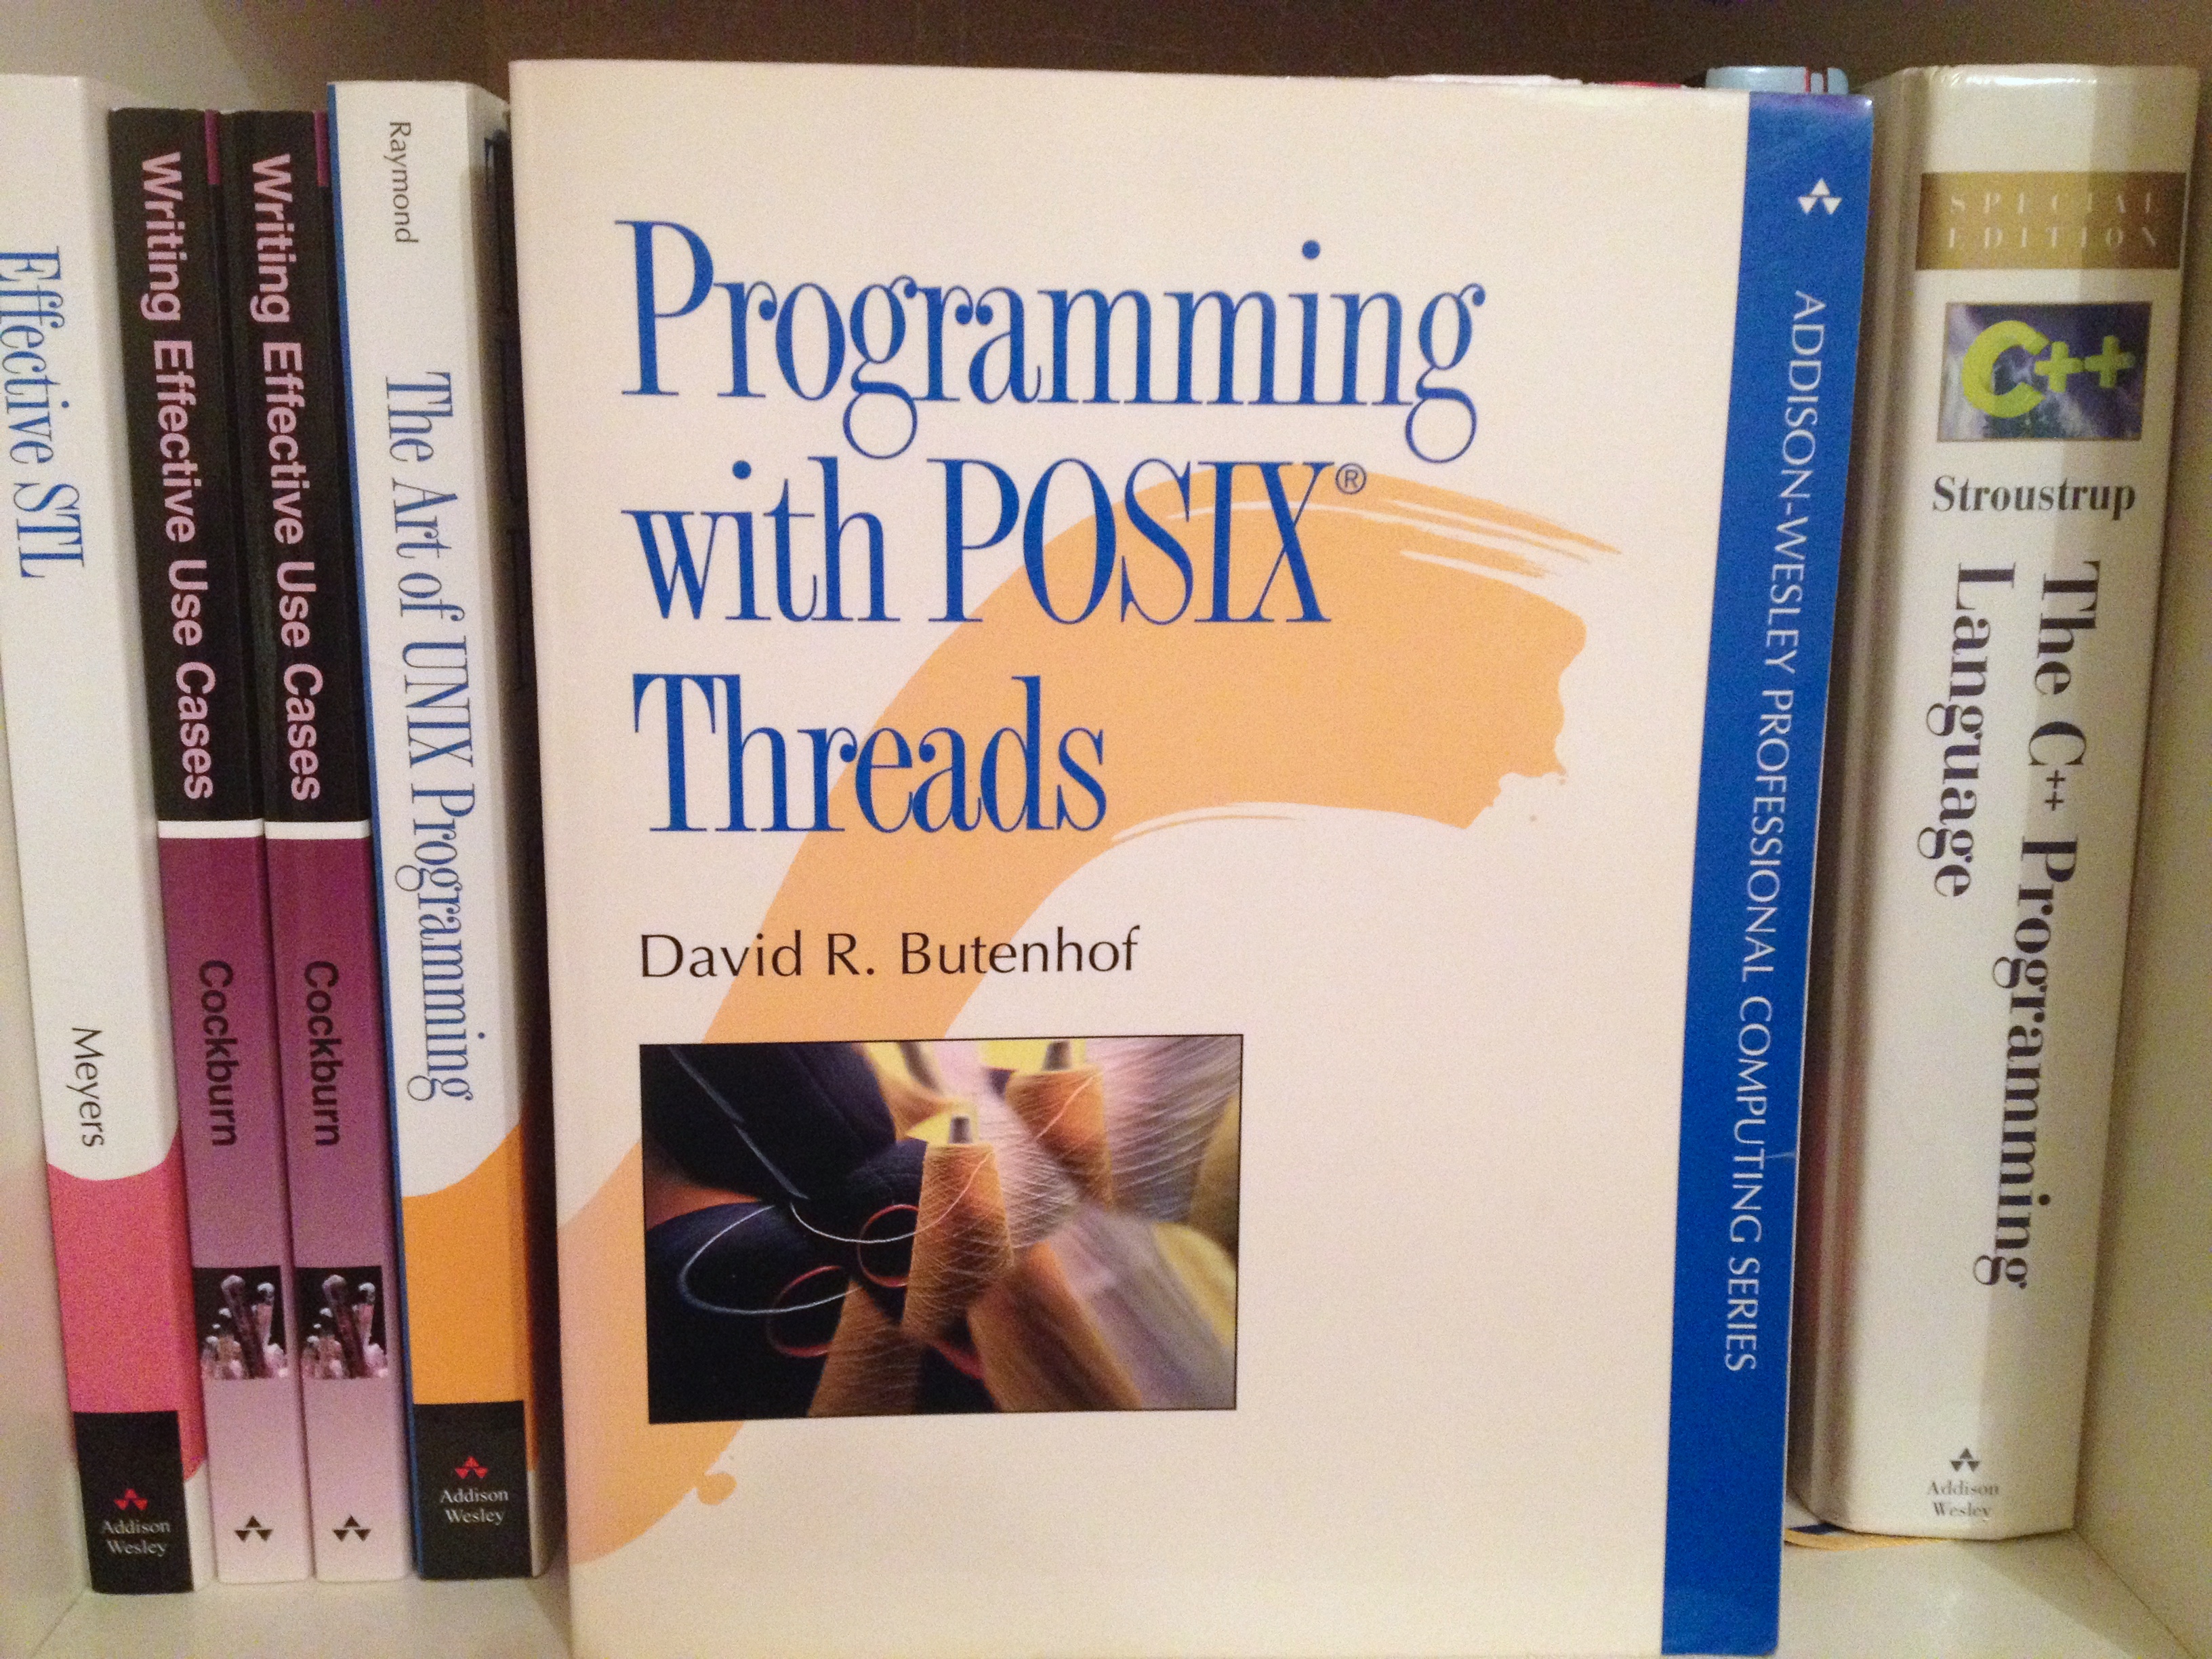 Effective STL
Meyers
Addison
Wesley
Writing Effective Use Cases
Cockburn
Writing Effective Use Cases
Cockburn
Raymond
The Art of UNIX Programming
Addison
Wesley
Programming
with POSIX®
Threads
David R. Butenhof
ADDISON-WESLEY PROFESSIONAL COMPUTING SERIES
SPECIAL
EDITION
C++
Stroustrup
The C++ Programming
Language
Addison
Wesley